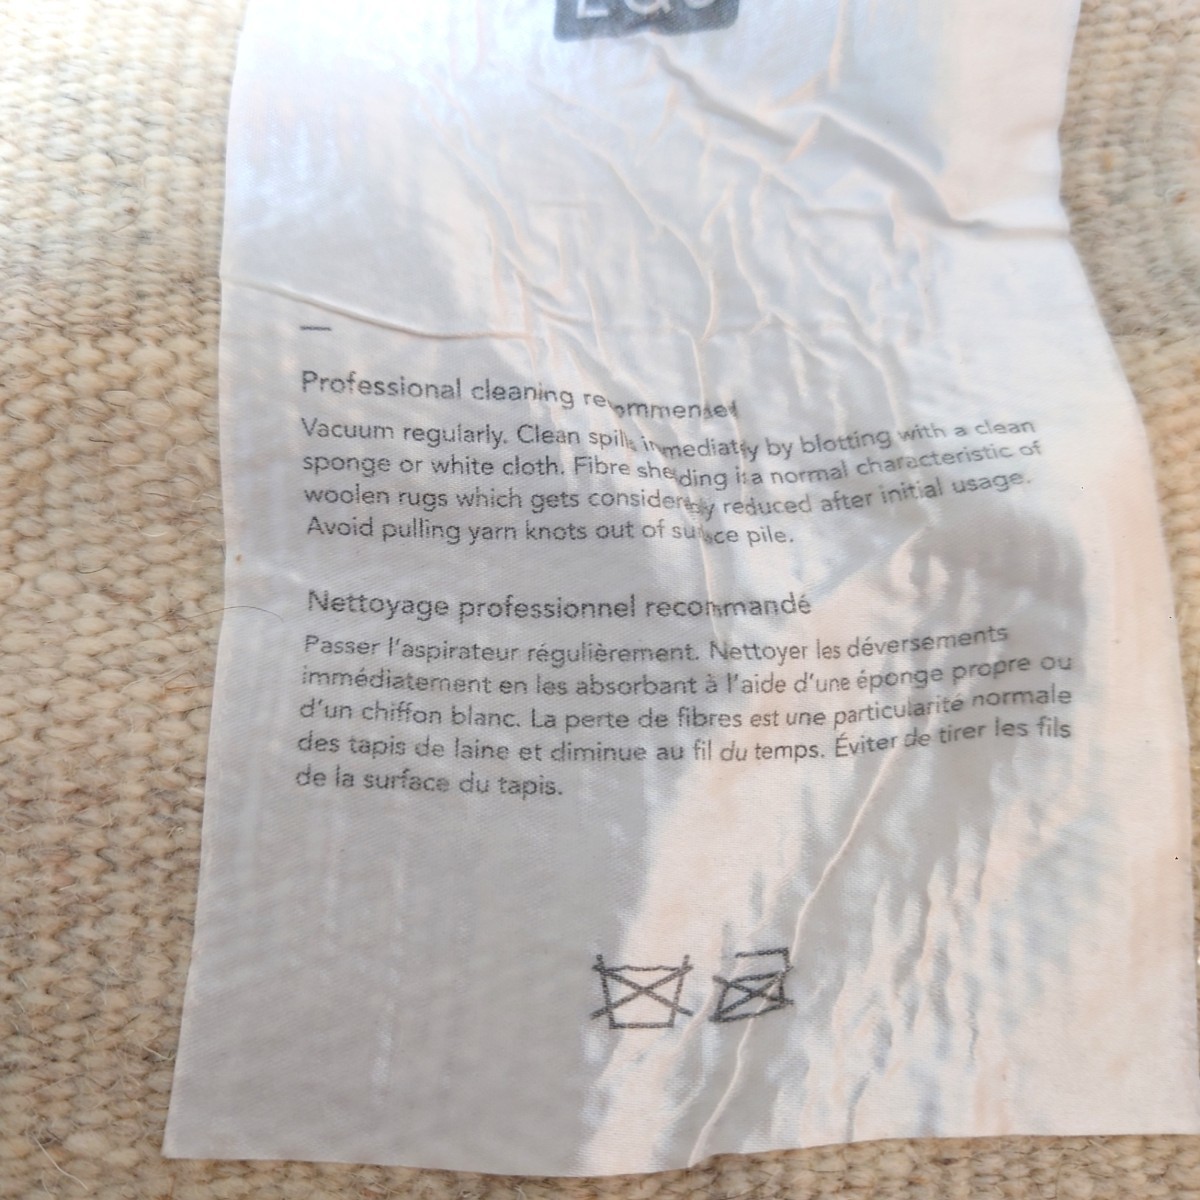 Professional cleaning recommended
Vacuum regularly. Clean spills immediately by blotting with a clean
sponge or white cloth. Fibre shedding is a normal characteristic of
woolen rugs which gets considerably reduced after initial usage.
Avoid pulling yarn knots out of surface pile.
Nettoyage professionnel recommandé
Passer l'aspirateur régulièrement. Nettoyer les déversements
immédiatement en les absorbant à l'aide d'une éponge propre ou
d'un chiffon blanc. La perte de fibres est une particularité normale
des tapis de laine et diminue au fil du temps. Éviter de tirer les fils
de la surface du tapis.